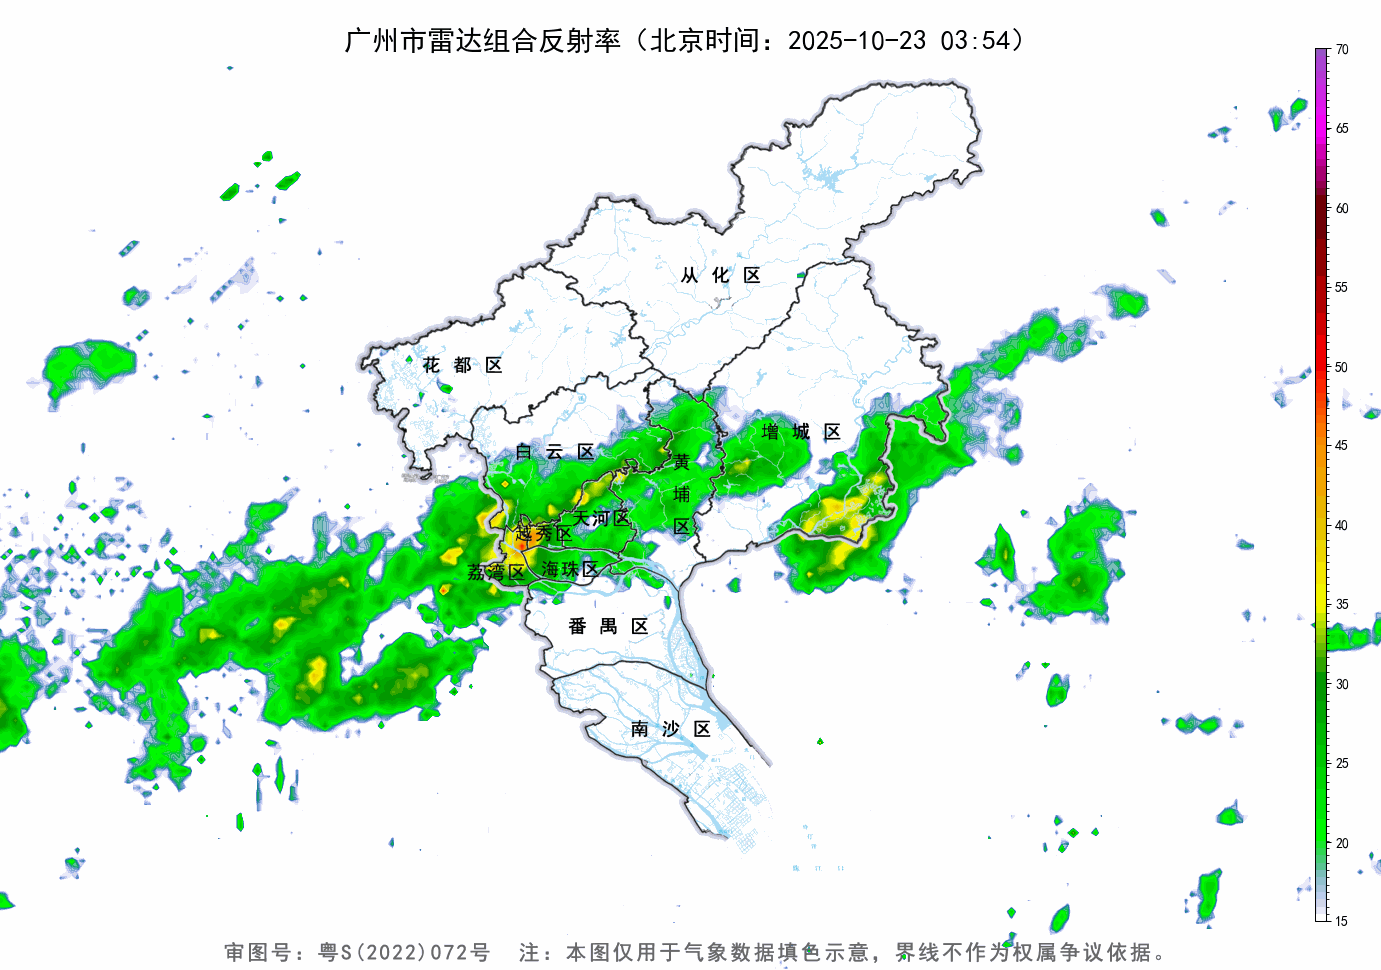 广州市雷达组合反射率（北京时间：2025-10-23 03:54）
70
65
60
55
50
45
40
35
30
25
20
15
从化区
花都区
增城区
白云区
黄埔区
天河区
越秀区
荔湾区
海珠区
番禺区
南沙区
审图号：粤S(2022)072号 注：本图仅用于气象数据填色示意，界线不作为权属争议依据。